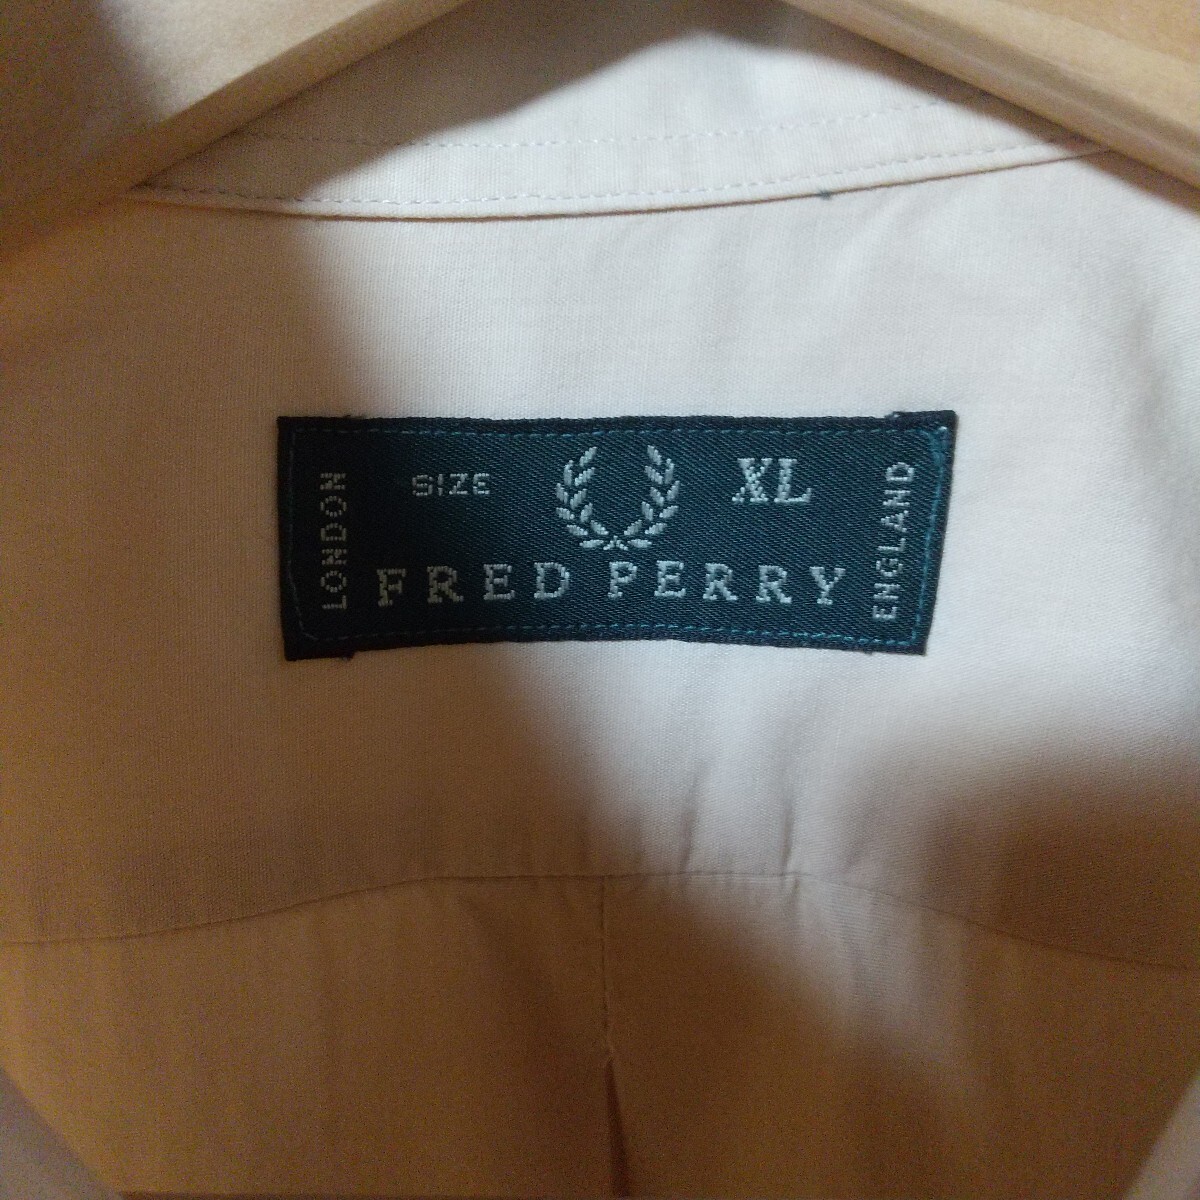 LONDON
SIZE XL
FRED PERRY
ENGLAND